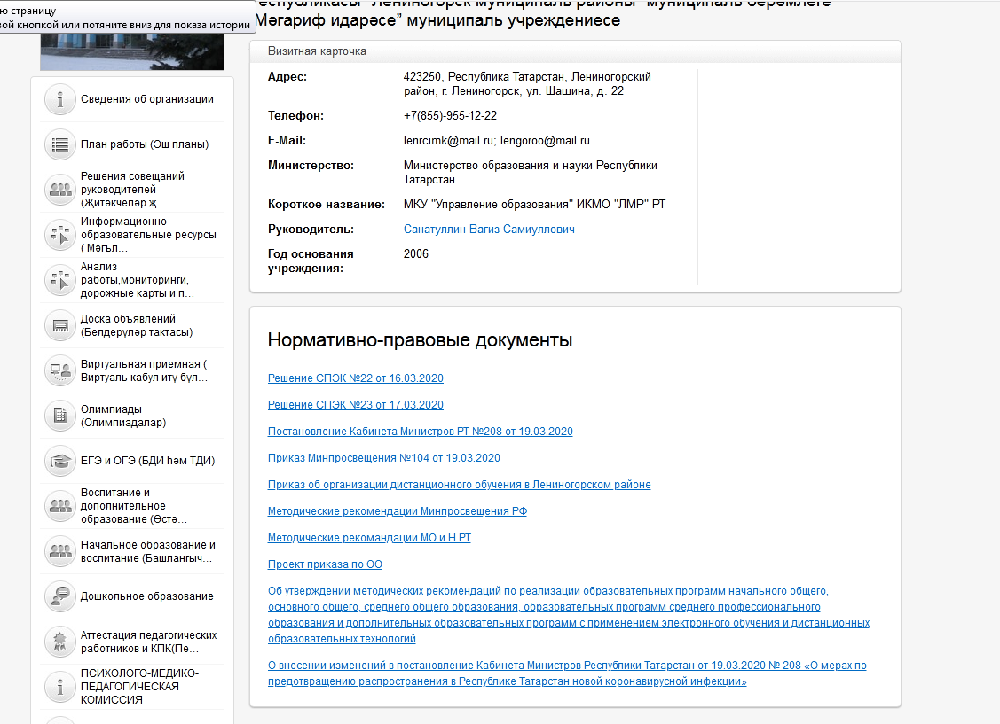 ю страницу
вой кнопкой или потяните вниз для показа истории
еспубликасы "Лениногорск муниципаль районы" муниципаль берәмлеге
"Мәгариф идарәсе” муниципаль учреждениесе
Сведения об организации
План работы (Эш планы)
Решения совещаний
руководителей
(Җитәкчеләр җ...
Информационно-
образовательные ресурсы
( Мәгъл...
Анализ
работы,мониторинги,
дорожные карты и п...
Доска объявлений
(Белдерүләр тактасы)
Виртуальная приемная (
Виртуаль кабул итү бүл...
Олимпиады
(Олимпиадалар)
ЕГЭ и ОГЭ (БДИ һәм ТДИ)
Воспитание и
дополнительное
образование (Өстә...
Начальное образование и
воспитание (Башлангыч...
Дошкольное образование
Аттестация педагогических
работников и КПК(Пе...
ПСИХОЛОГО-МЕДИКО-
ПЕДАГОГИЧЕСКАЯ
КОМИССИЯ
Визитная карточка
Адрес: 423250, Республика Татарстан, Лениногорский
район, г. Лениногорск, ул. Шашина, д. 22
Телефон: +7(855)-955-12-22
E-Mail: lenrcimk@mail.ru; lengoroo@mail.ru
Министерство: Министерство образования и науки Республики
Татарстан
Короткое название: МКУ "Управление образования" ИКМО "ЛМР" РТ
Руководитель: Санатуллин Вагиз Самиуллович
Год основания
учреждения: 2006
Нормативно-правовые документы
Решение СПЭК №22 от 16.03.2020
Решение СПЭК №23 от 17.03.2020
Постановление Кабинета Министров РТ №208 от 19.03.2020
Приказ Минпросвещения №104 от 19.03.2020
Приказ об организации дистанционного обучения в Лениногорском районе
Методические рекомендации Минпросвещения РФ
Методические рекомандации МО и Н РТ
Проект приказа по ОО
Об утверждении методических рекомендаций по реализации образовательных программ начального общего,
основного общего, среднего общего образования, образовательных программ среднего профессионального
образования и дополнительных образовательных программ с применением электронного обучения и дистанционных
образовательных технологий
О внесении изменений в постановление Кабинета Министров Республики Татарстан от 19.03.2020 № 208 «О мерах по
предотвращению распространения в Республике Татарстан новой коронавирусной инфекции»